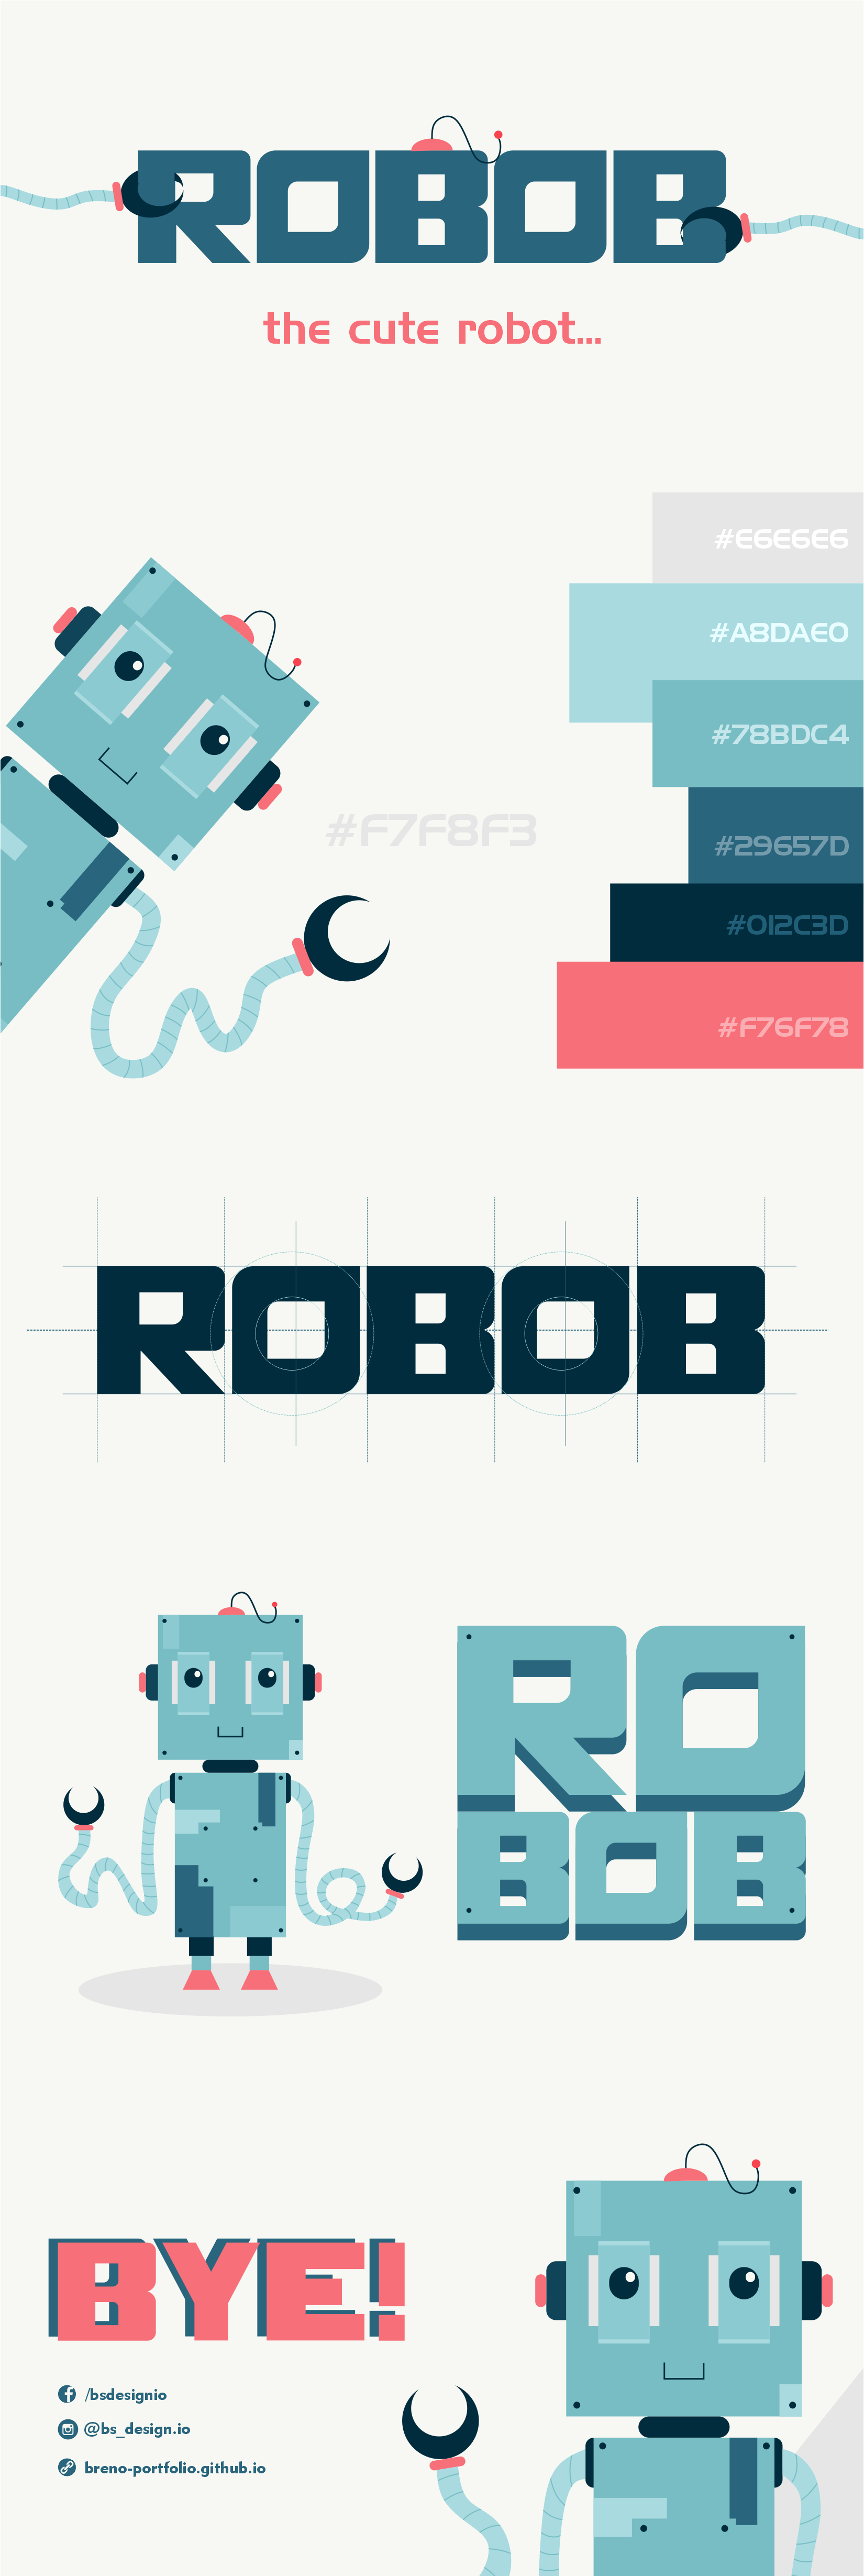 ROBOB
the cute robot...
#E6E6E6
#A8DAE0
#78BDC4
#F7F8F3
#29657D
#012C3D
#F76F78
ROBOB
RO
BOB
BYE!
/bsdesignio
@bs_design.io
breno-portfolio.github.io